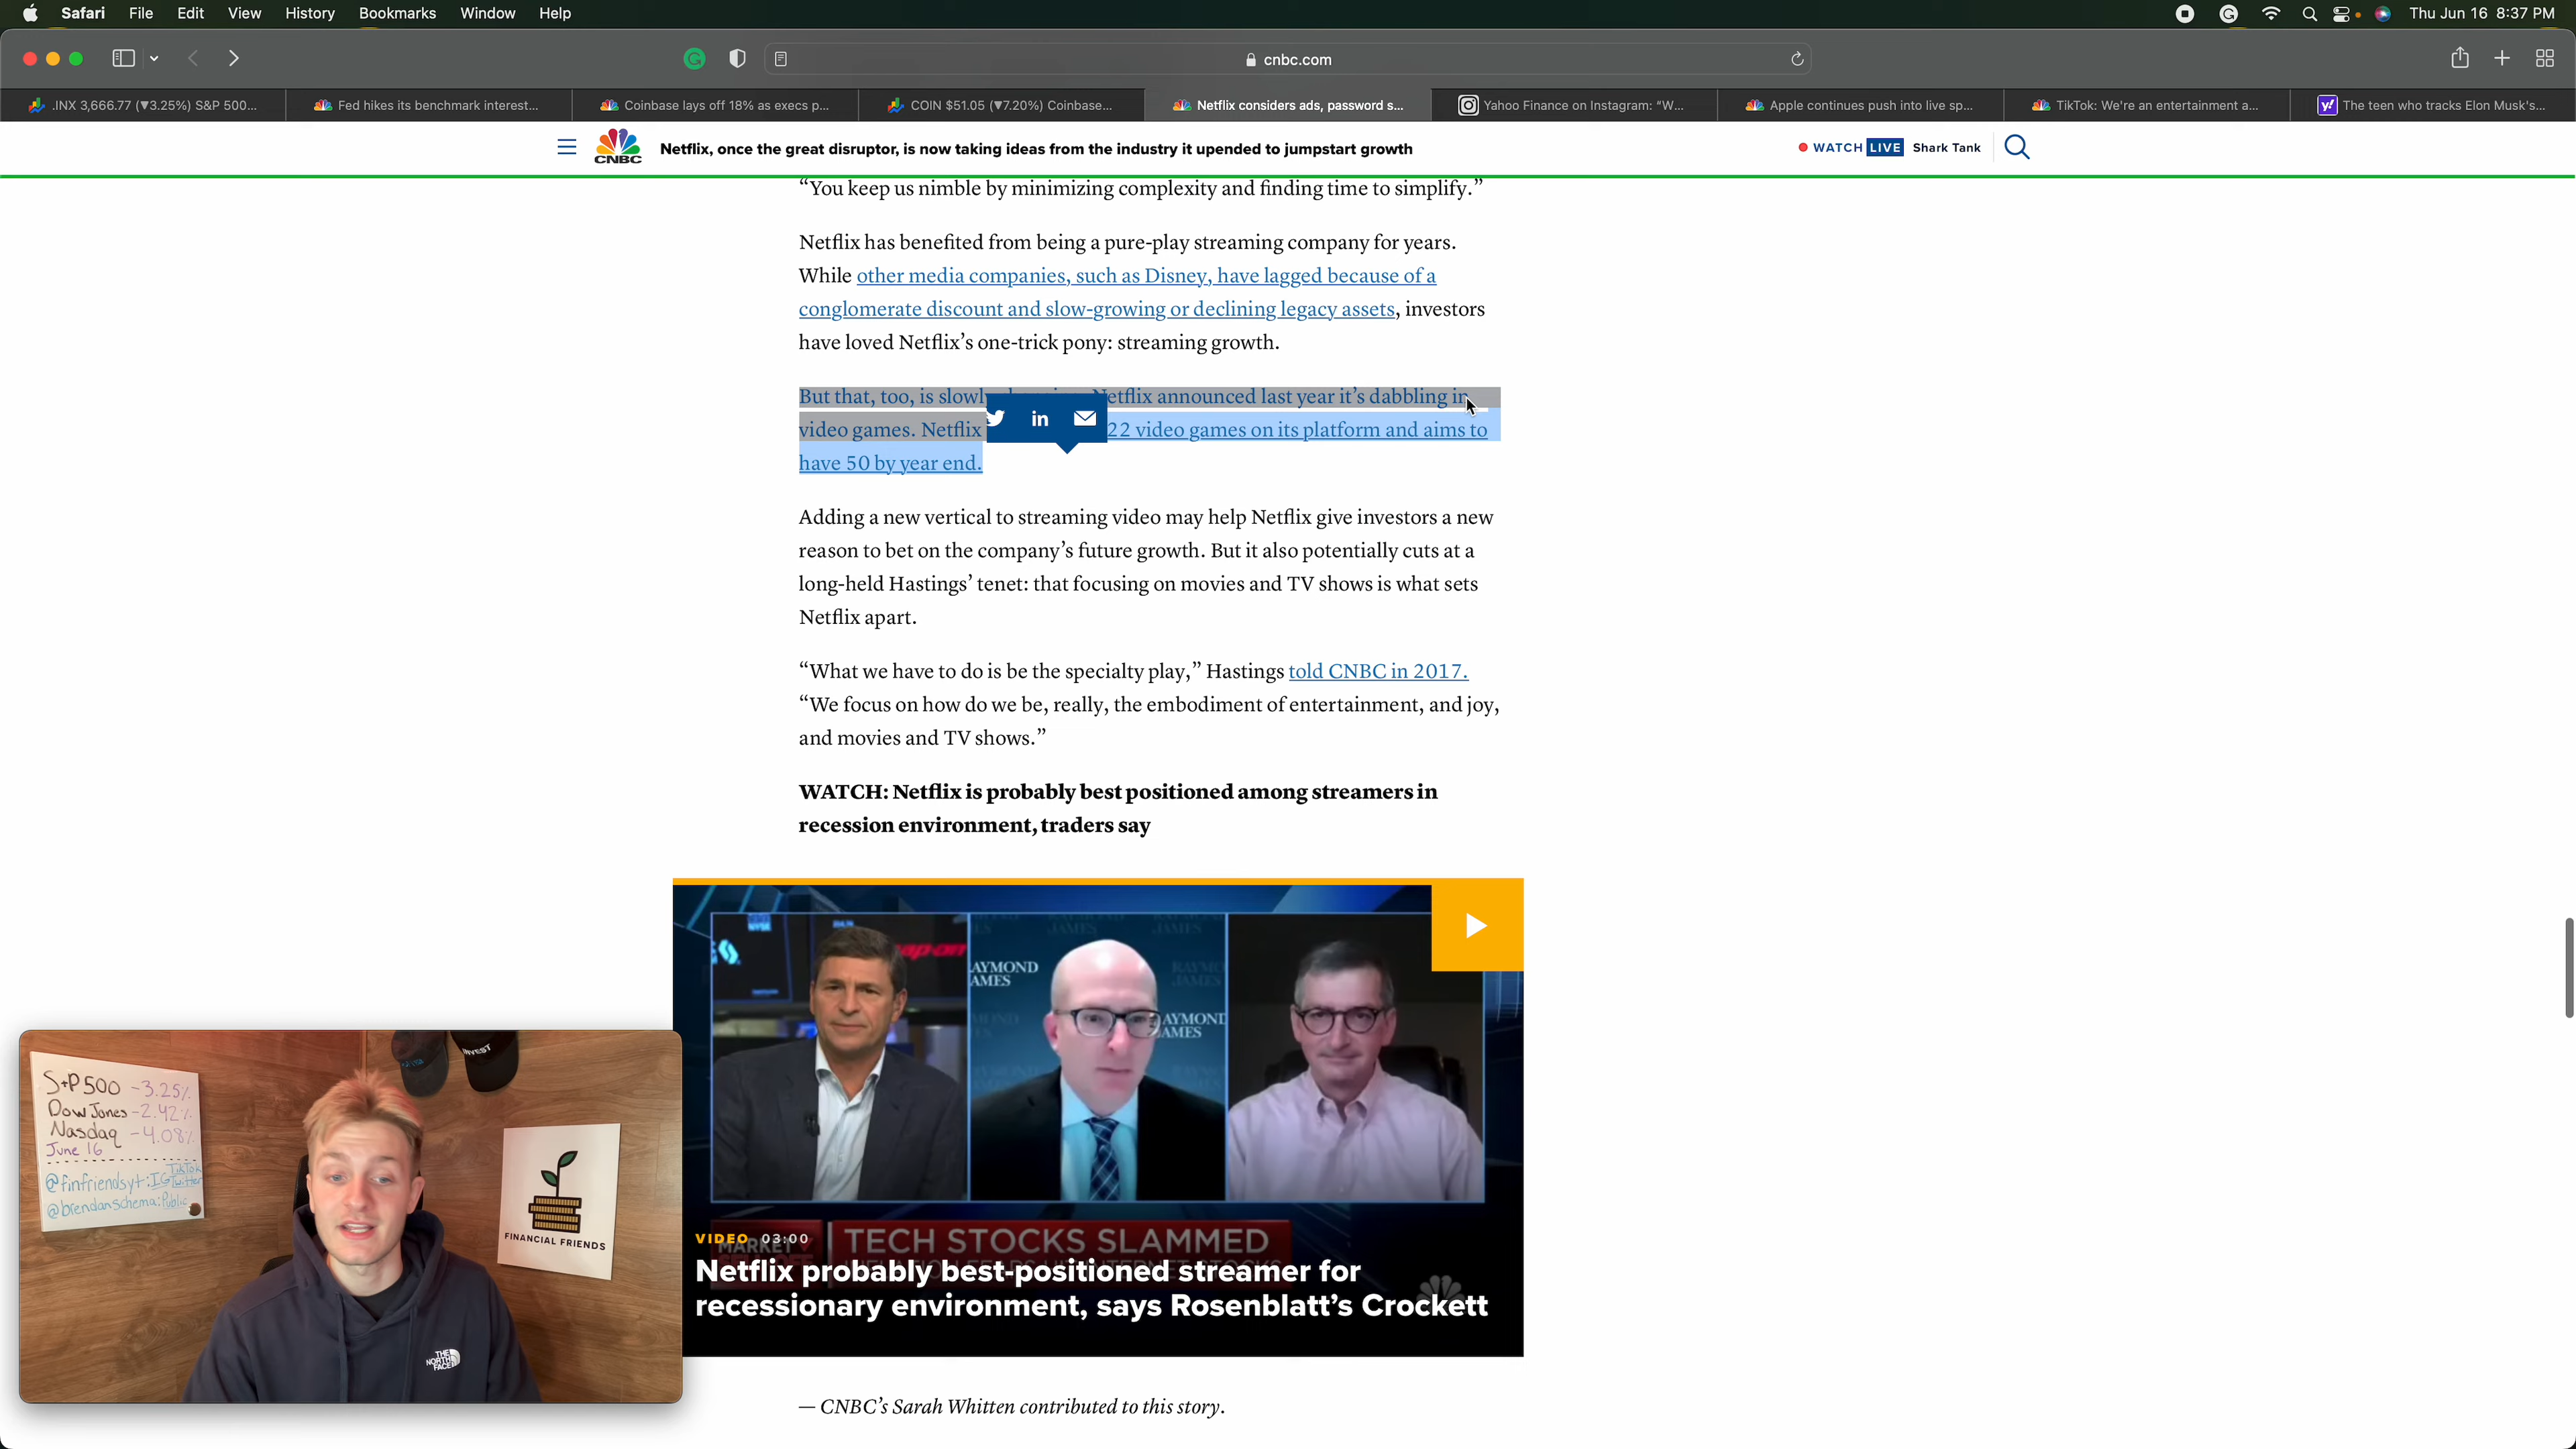 Safari File Edit View History Bookmarks Window Help Thu Jun 16 8:37 PM
cnbc.com
.INX 3,666.77 (▼3.25%) S&P 500...
Fed hikes its benchmark interest...
Coinbase lays off 18% as execs p...
COIN $51.05 (▼7.20%) Coinbase...
Netflix considers ads, password s...
Yahoo Finance on Instagram: “W...
Apple continues push into live sp...
TikTok: We're an entertainment a...
The teen who tracks Elon Musk's...
CNBC
Netflix, once the great disruptor, is now taking ideas from the industry it upended to jumpstart growth
WATCH LIVE Shark Tank
“You keep us nimble by minimizing complexity and finding time to simplify.”
Netflix has benefited from being a pure-play streaming company for years.
While other media companies, such as Disney, have lagged because of a
conglomerate discount and slow-growing or declining legacy assets, investors
have loved Netflix’s one-trick pony: streaming growth.
But that, too, is slowly Netflix announced last year it’s dabbling in
video games. Netflix 22 video games on its platform and aims to
have 50 by year end.
Adding a new vertical to streaming video may help Netflix give investors a new
reason to bet on the company’s future growth. But it also potentially cuts at a
long-held Hastings’ tenet: that focusing on movies and TV shows is what sets
Netflix apart.
“What we have to do is be the specialty play,” Hastings told CNBC in 2017.
“We focus on how do we be, really, the embodiment of entertainment, and joy,
and movies and TV shows.”
WATCH: Netflix is probably best positioned among streamers in
recession environment, traders say
RAYMOND
JAMES
TECH STOCKS SLAMMED
VIDEO 03:00
Netflix probably best-positioned streamer for
recessionary environment, says Rosenblatt’s Crockett
— CNBC’s Sarah Whitten contributed to this story.
S+P 500 -3.25%
Dow Jones -2.42%
Nasdaq -4.08%
June 16
@finfriendsyt: IG TikTok Twitter
@brendanschema: Public
INVEST
FINANCIAL FRIENDS
THE NORTH FACE